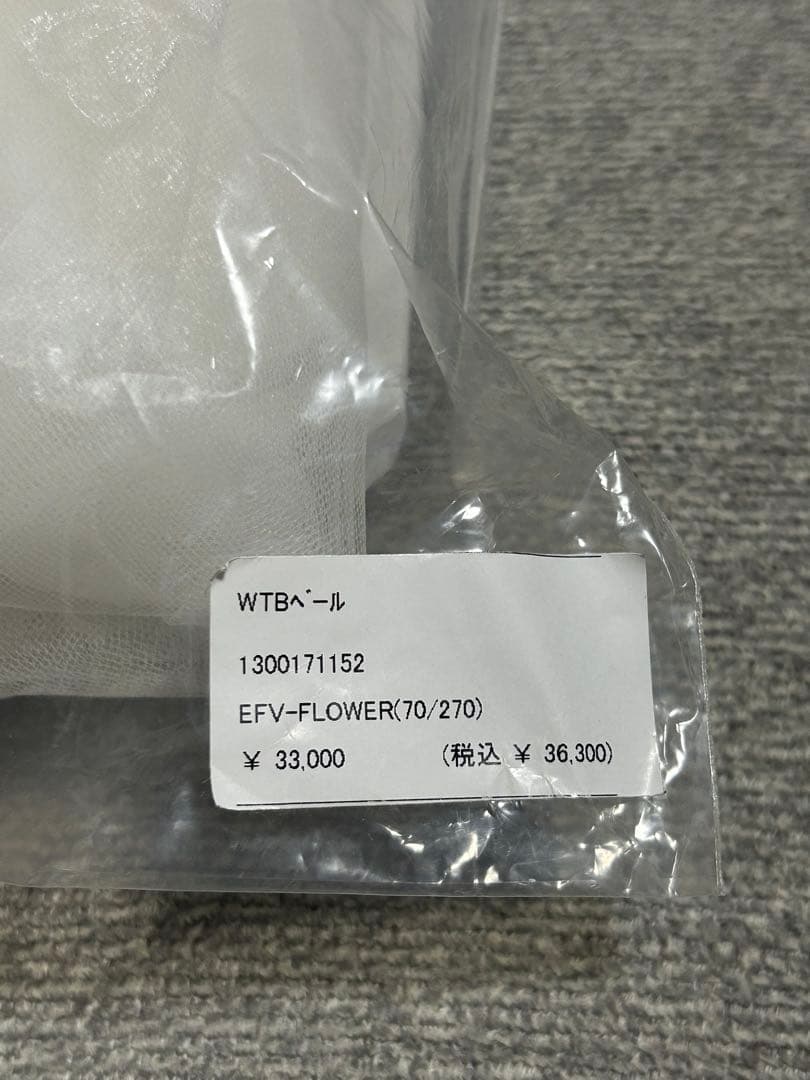 WTBﾍﾞｰﾙ
1300171152
EFV-FLOWER(70/270)
¥ 33,000 (税込 ¥ 36,300)